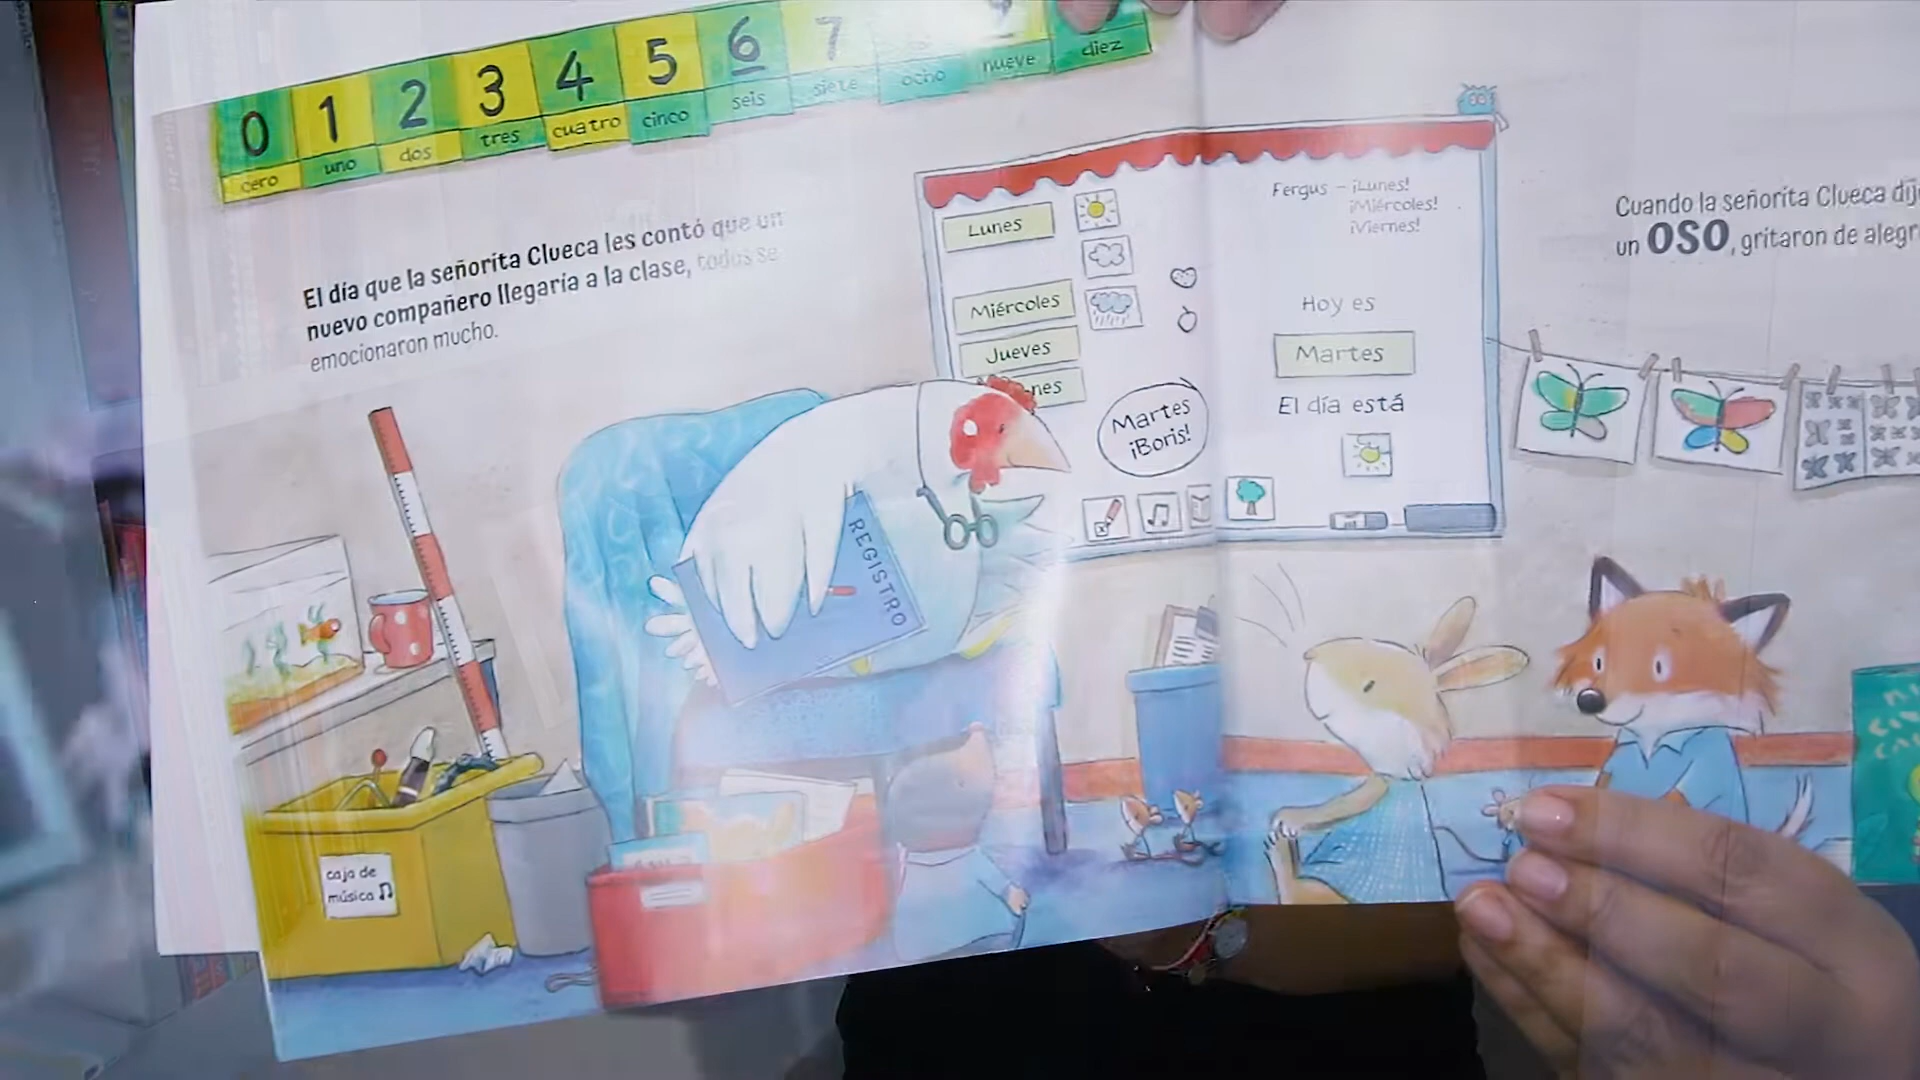 0 1 2 3 4 5 6 7
cero uno dos tres cuatro cinco seis siete ocho nueve diez
El día que la señorita Clueca les contó que un
nuevo compañero llegaría a la clase, todos se
emocionaron mucho.
Lunes
Miércoles
Jueves
Martes
¡Boris!
Fergus - ¡Lunes!
¡Miércoles!
¡Viernes!
Hoy es
Martes
El día está
Cuando la señorita Clueca
un OSO, gritaron de
REGISTRO
caja de
música